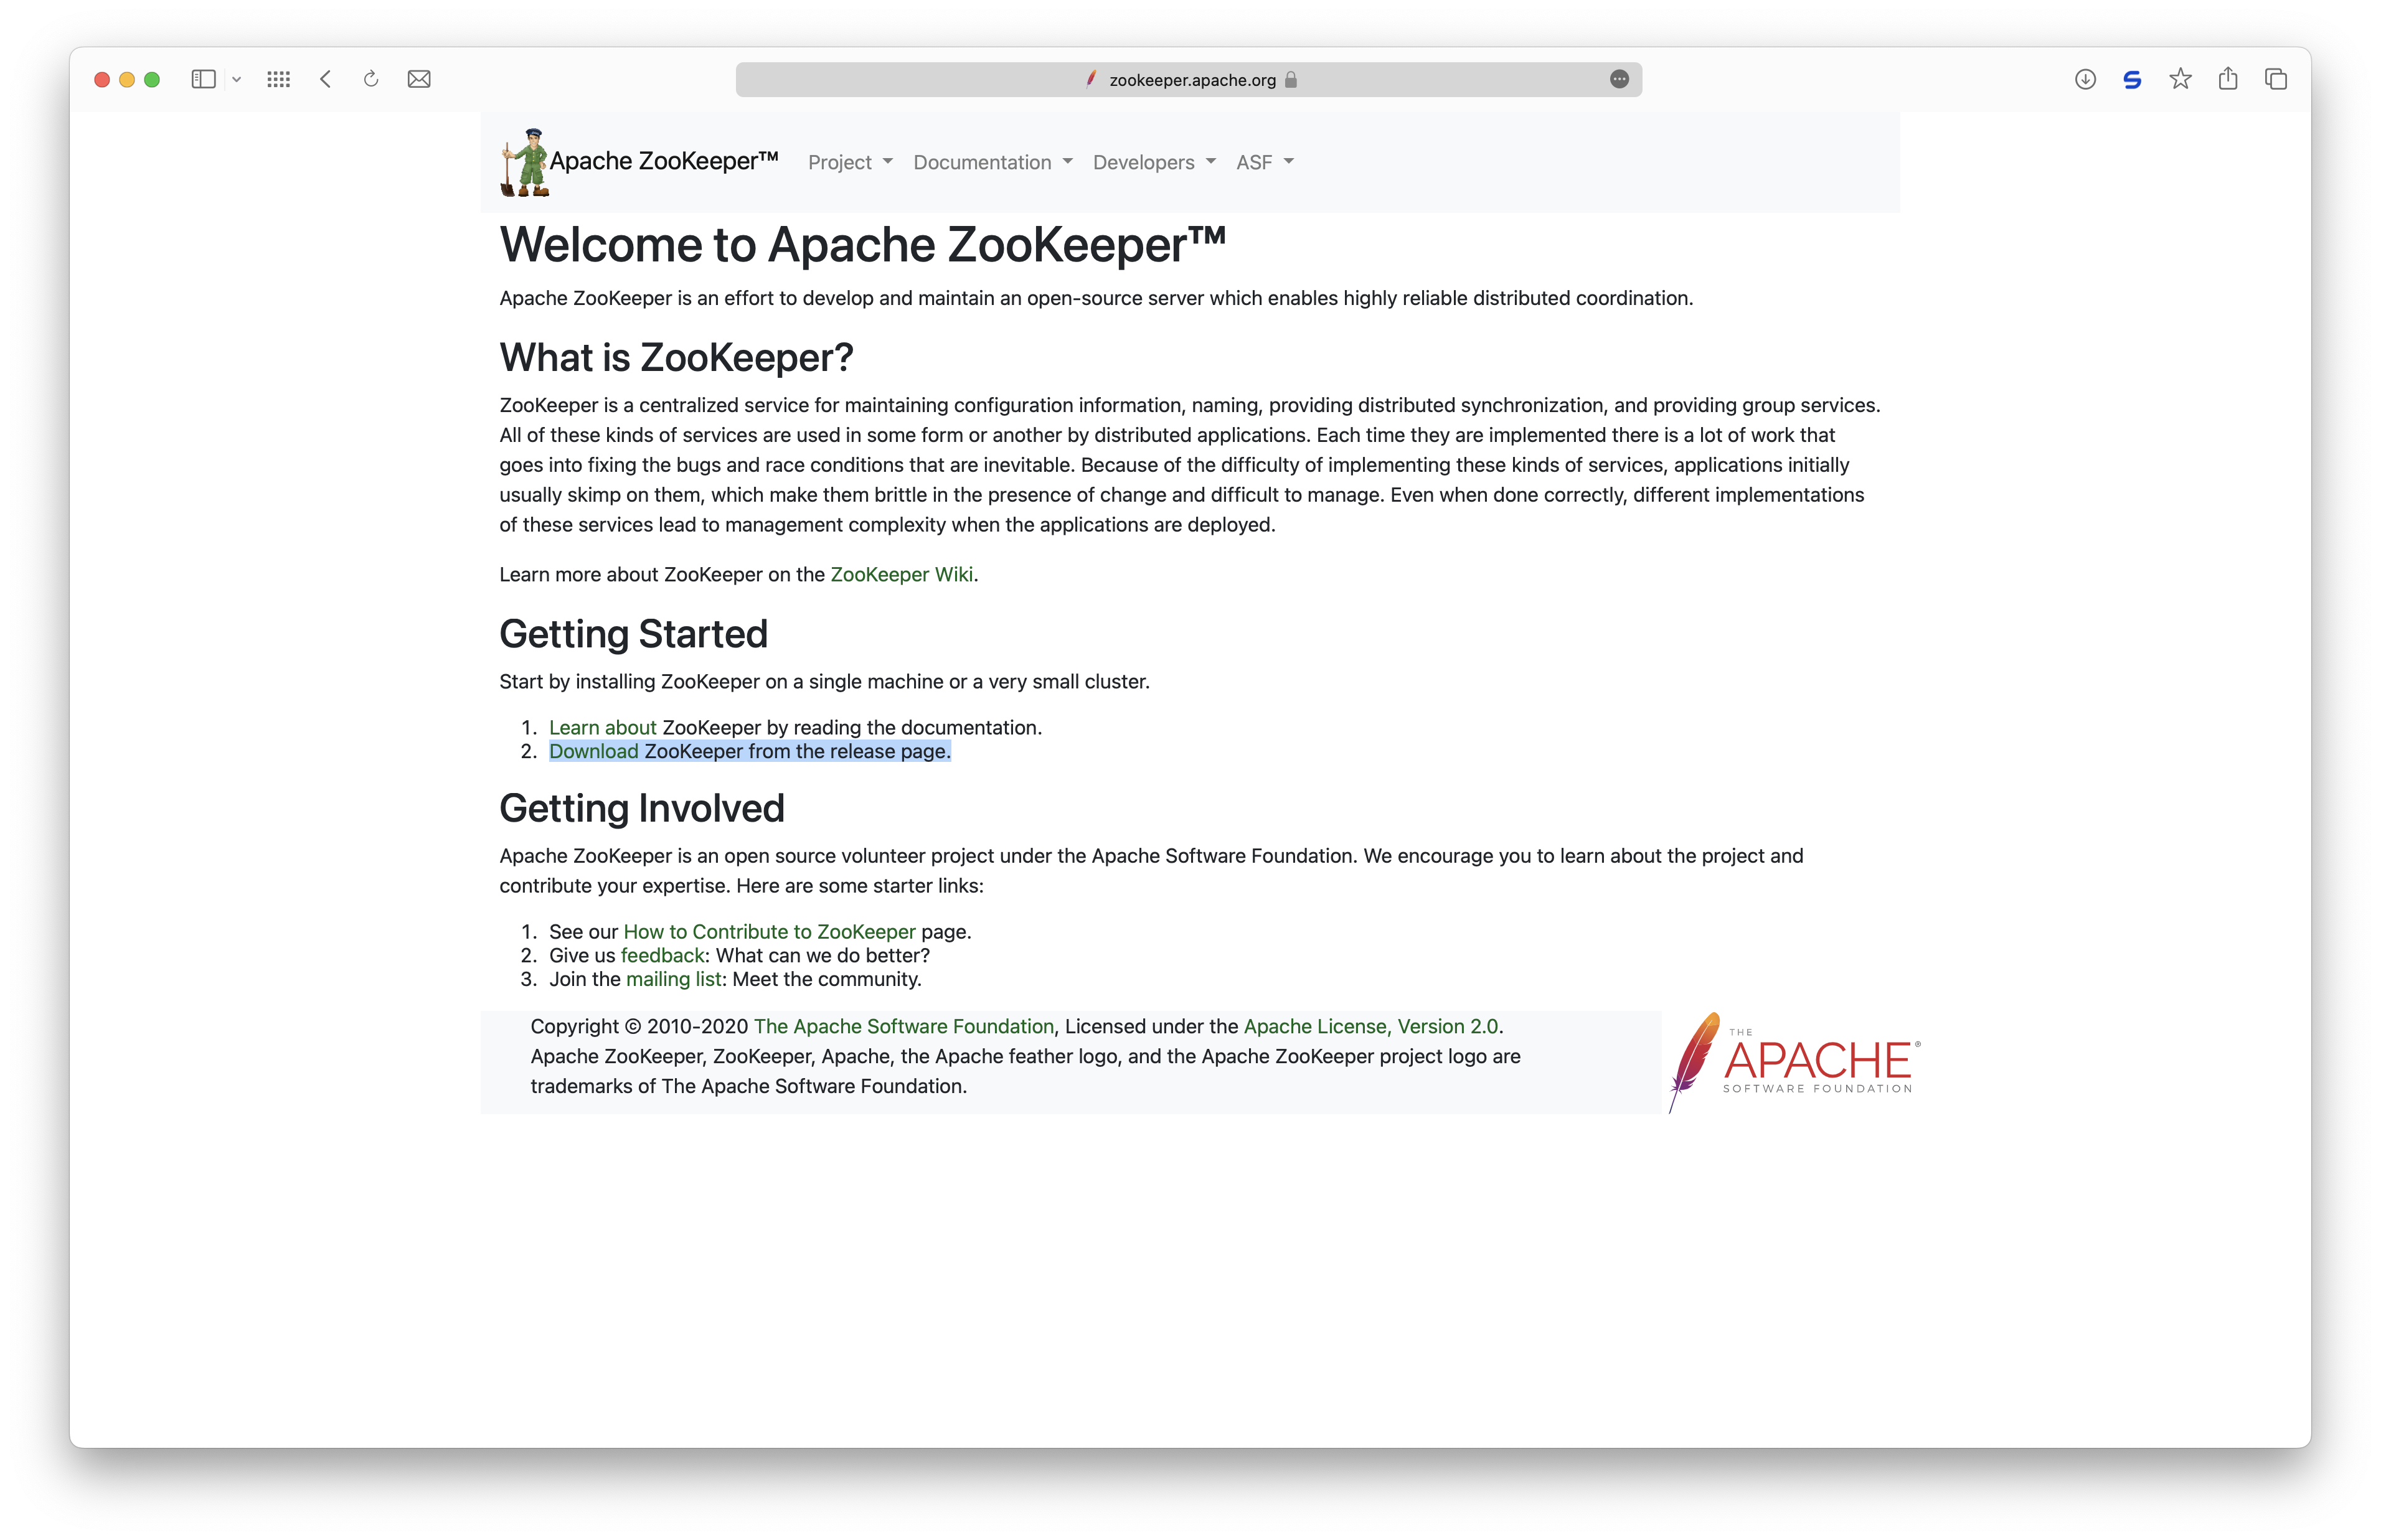 zookeeper.apache.org
Apache ZooKeeper™ Project Documentation Developers ASF
Welcome to Apache ZooKeeper™
Apache ZooKeeper is an effort to develop and maintain an open-source server which enables highly reliable distributed coordination.
What is ZooKeeper?
ZooKeeper is a centralized service for maintaining configuration information, naming, providing distributed synchronization, and providing group services.
All of these kinds of services are used in some form or another by distributed applications. Each time they are implemented there is a lot of work that
goes into fixing the bugs and race conditions that are inevitable. Because of the difficulty of implementing these kinds of services, applications initially
usually skimp on them, which make them brittle in the presence of change and difficult to manage. Even when done correctly, different implementations
of these services lead to management complexity when the applications are deployed.
Learn more about ZooKeeper on the ZooKeeper Wiki.
Getting Started
Start by installing ZooKeeper on a single machine or a very small cluster.
1. Learn about ZooKeeper by reading the documentation.
2. Download ZooKeeper from the release page.
Getting Involved
Apache ZooKeeper is an open source volunteer project under the Apache Software Foundation. We encourage you to learn about the project and
contribute your expertise. Here are some starter links:
1. See our How to Contribute to ZooKeeper page.
2. Give us feedback: What can we do better?
3. Join the mailing list: Meet the community.
Copyright © 2010-2020 The Apache Software Foundation, Licensed under the Apache License, Version 2.0.
Apache ZooKeeper, ZooKeeper, Apache, the Apache feather logo, and the Apache ZooKeeper project logo are
trademarks of The Apache Software Foundation.
THE
APACHE®
SOFTWARE FOUNDATION